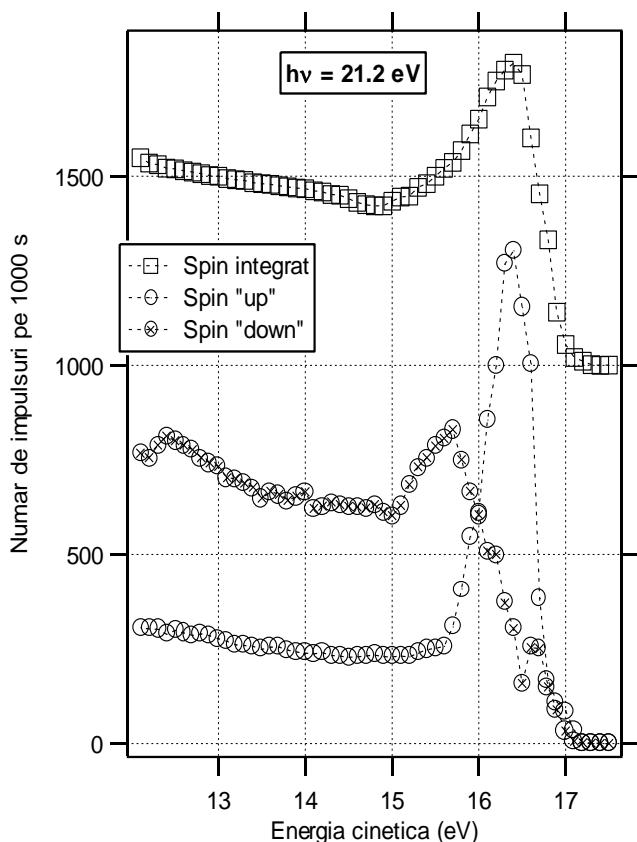 hν = 21.2 eV
1500
Spin integrat
Spin "up"
Spin "down"
1000
500
0
Numar de impulsuri pe 1000 s
13 14 15 16 17
Energia cinetica (eV)